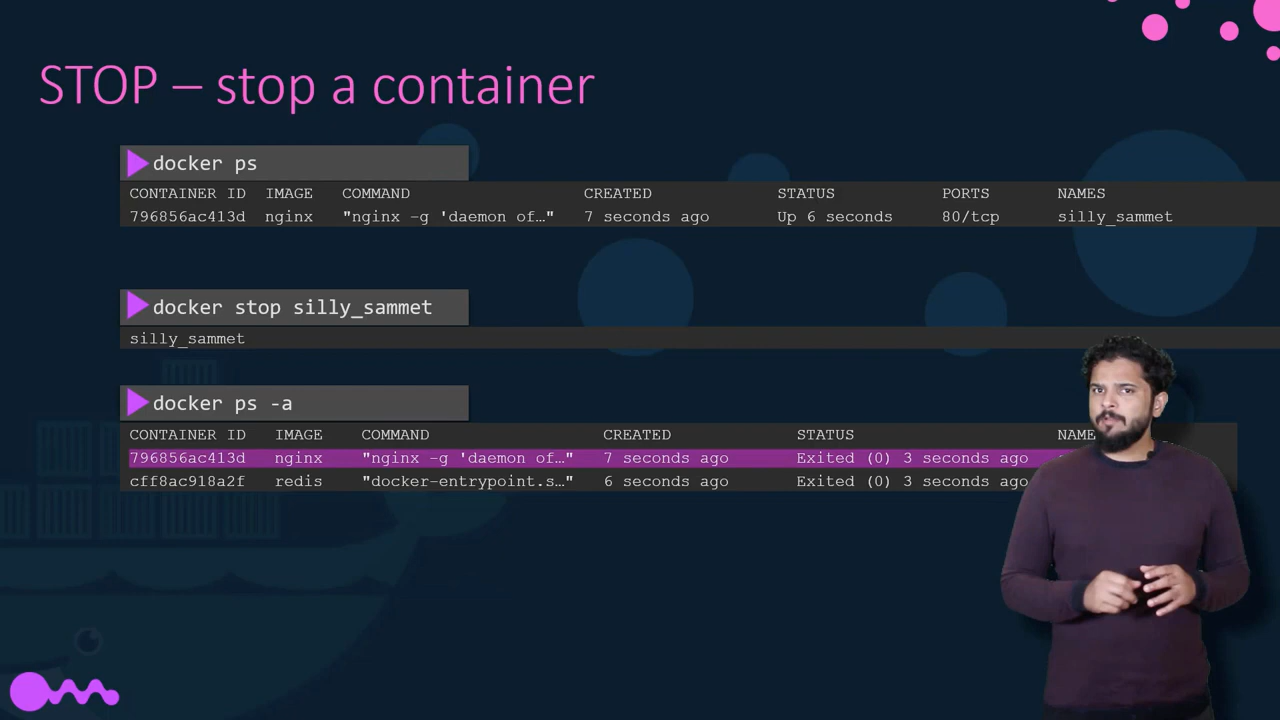 STOP – stop a container
docker ps
CONTAINER ID IMAGE COMMAND CREATED STATUS PORTS NAMES
796856ac413d nginx "nginx -g 'daemon of…" 7 seconds ago Up 6 seconds 80/tcp silly_sammet
docker stop silly_sammet
silly_sammet
docker ps -a
CONTAINER ID IMAGE COMMAND CREATED STATUS
796856ac413d nginx "nginx -g 'daemon of…" 7 seconds ago Exited (0) 3 seconds ago
cff8ac918a2f redis "docker-entrypoint.s…" 6 seconds ago Exited (0) 3 seconds ago